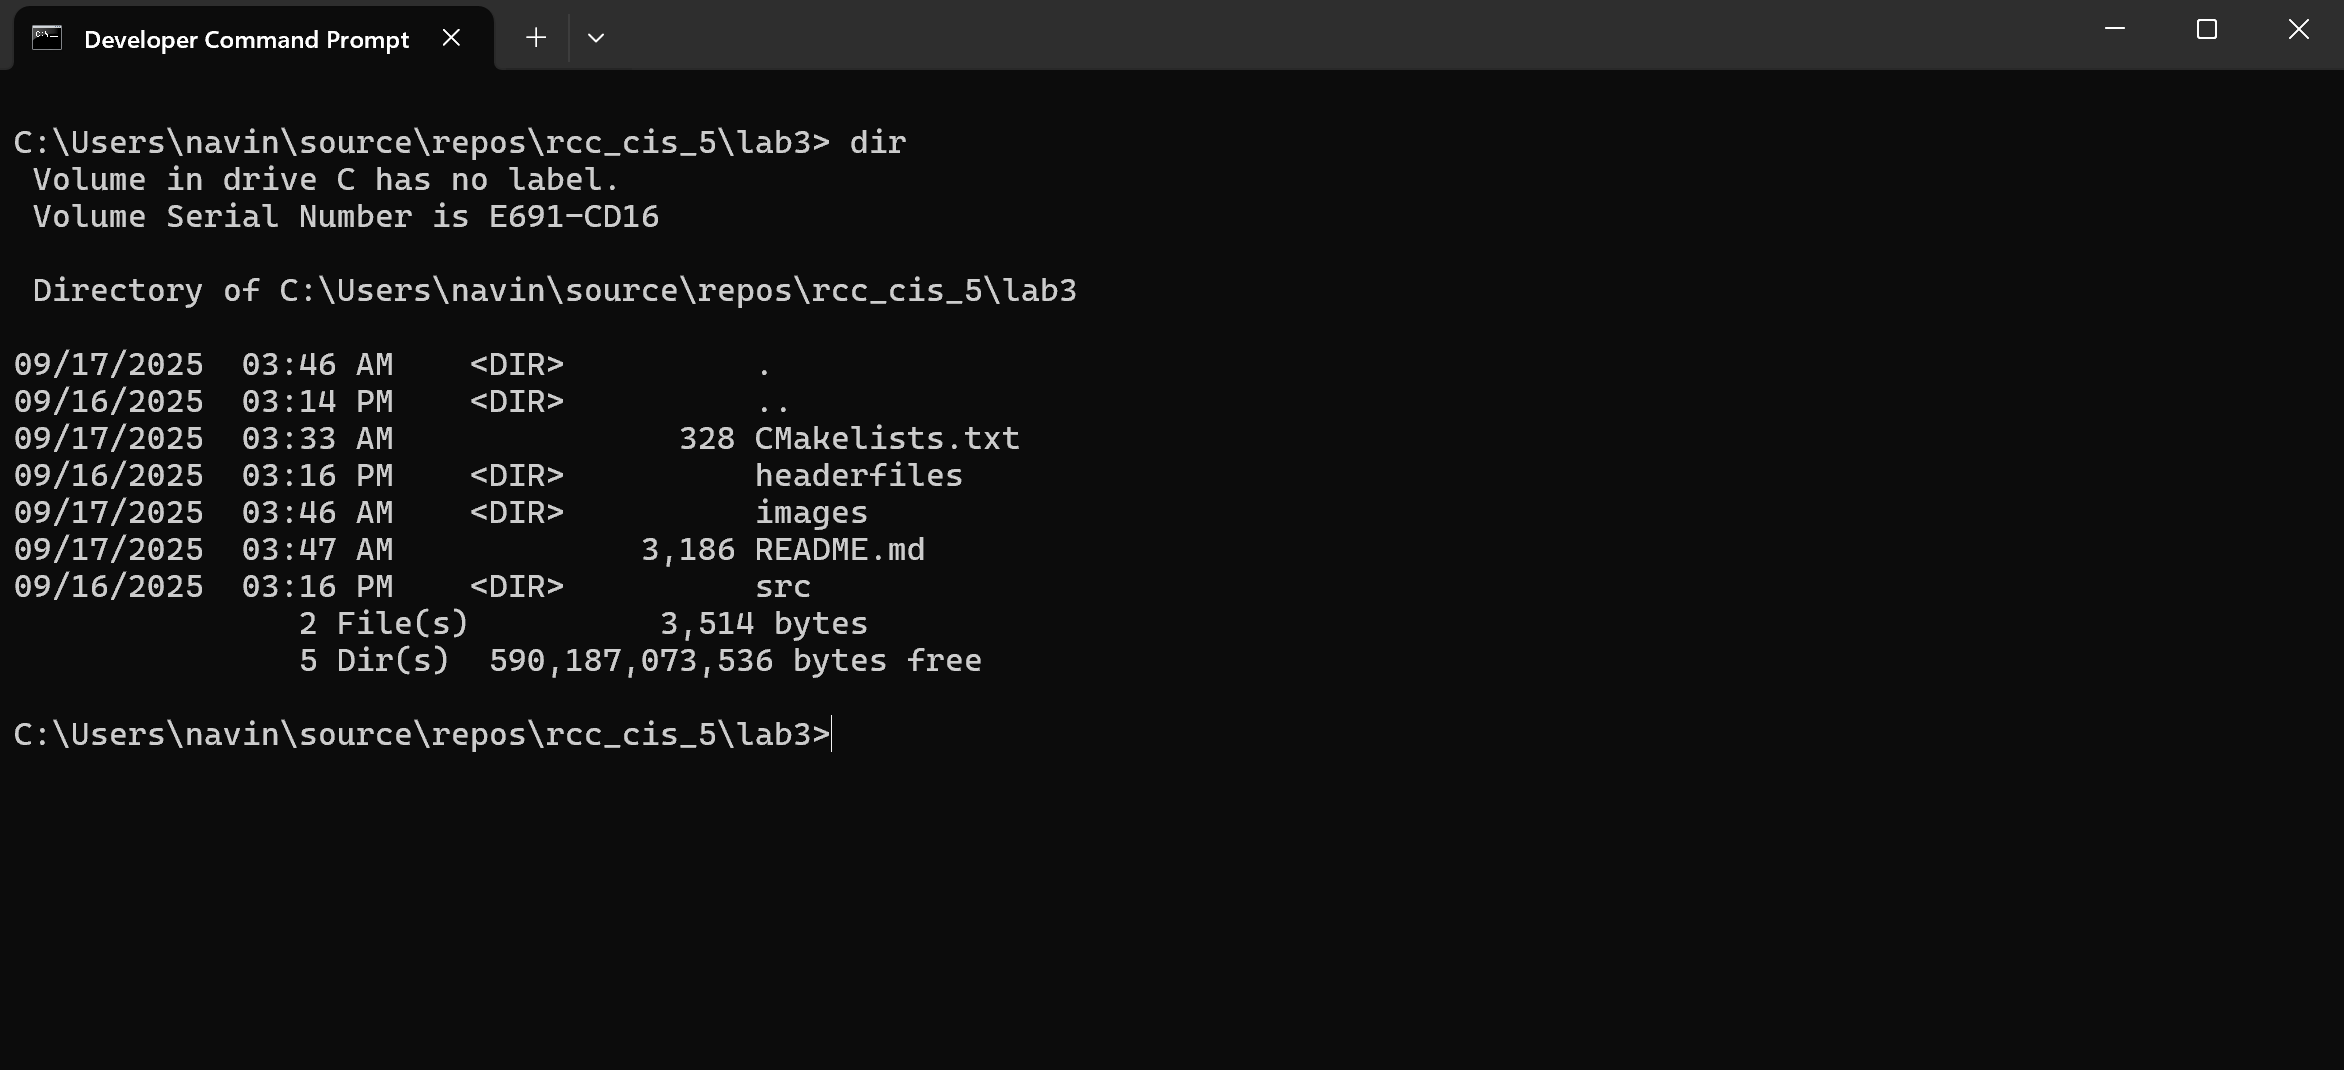 Developer Command Prompt
C:\Users\navin\source\repos\rcc_cis_5\lab3> dir
 Volume in drive C has no label.
 Volume Serial Number is E691-CD16

 Directory of C:\Users\navin\source\repos\rcc_cis_5\lab3

09/17/2025  03:46 AM    <DIR>          .
09/16/2025  03:14 PM    <DIR>          ..
09/17/2025  03:33 AM               328 CMakelists.txt
09/16/2025  03:16 PM    <DIR>          headerfiles
09/17/2025  03:46 AM    <DIR>          images
09/17/2025  03:47 AM             3,186 README.md
09/16/2025  03:16 PM    <DIR>          src
               2 File(s)          3,514 bytes
               5 Dir(s)  590,187,073,536 bytes free

C:\Users\navin\source\repos\rcc_cis_5\lab3>